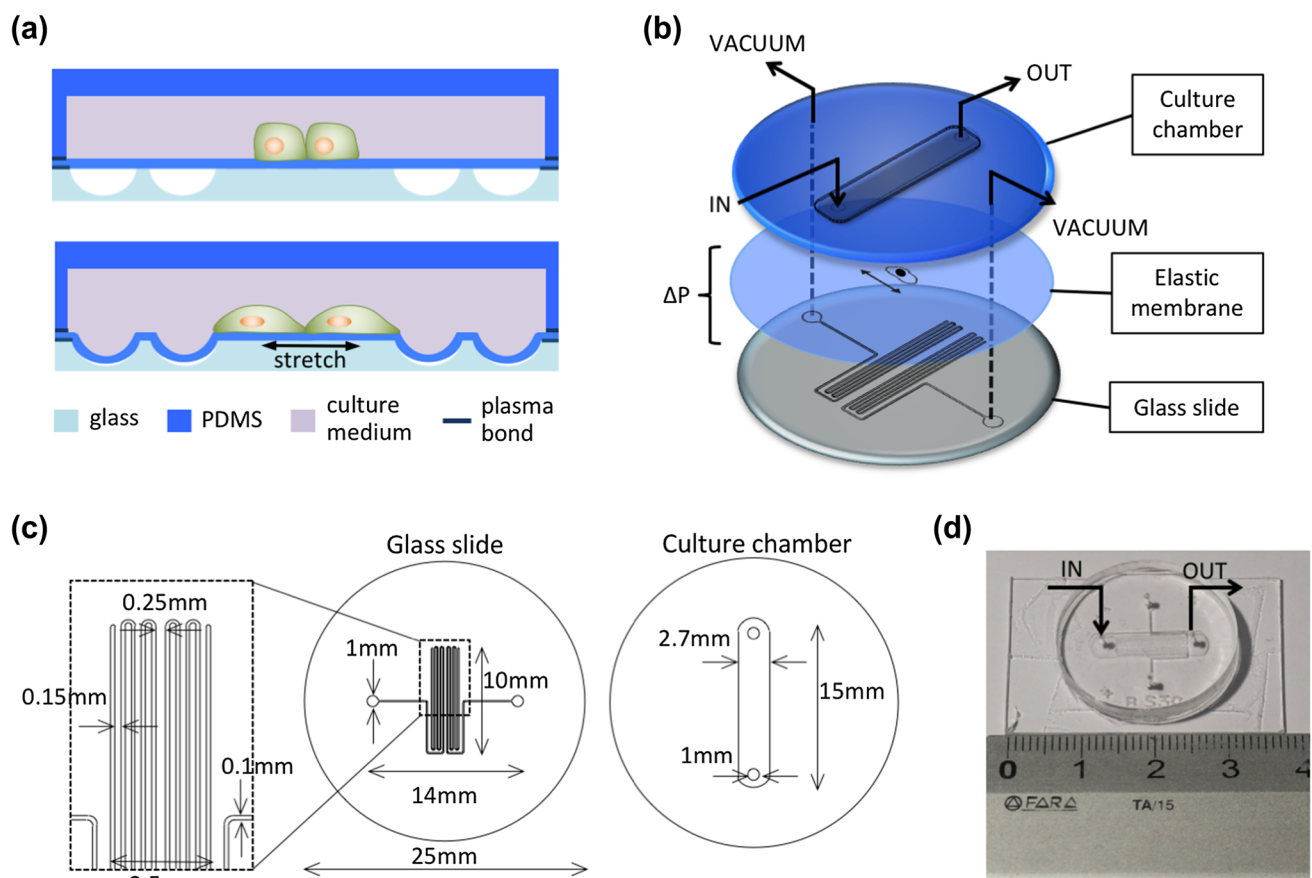 (a)
stretch
glass
PDMS
culture
medium
plasma
bond
(b)
VACUUM
OUT
Culture
chamber
IN
VACUUM
ΔP
Elastic
membrane
Glass slide
(c)
Glass slide
Culture chamber
0.25mm
1mm
0.15mm
10mm
0.1mm
14mm
25mm
2.7mm
15mm
1mm
(d)
IN
OUT
0 1 2 3 4
FARA
TA/15